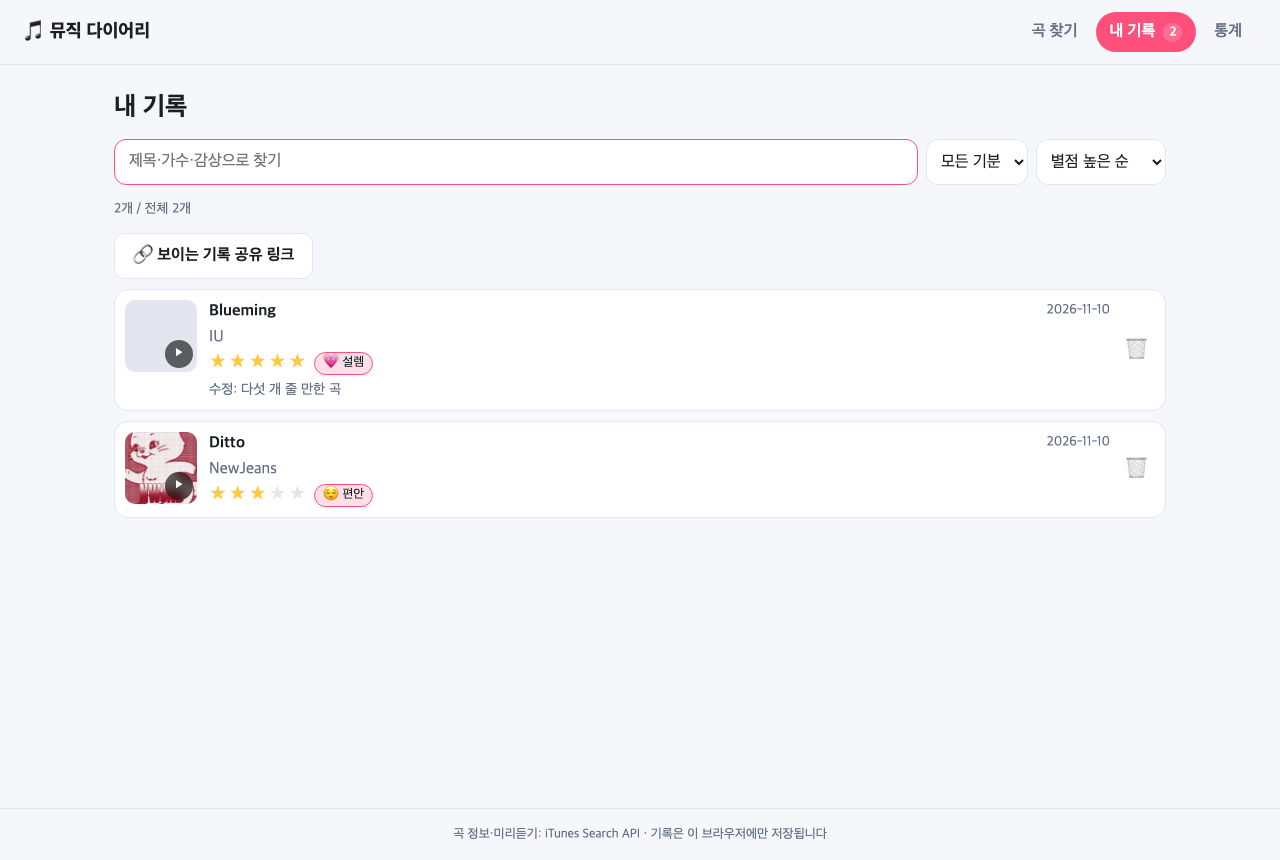 🎵 뮤직 다이어리
곡 찾기
내 기록 2
통계
내 기록
제목·가수·감상으로 찾기
모든 기분
별점 높은 순
2개 / 전체 2개
🔗 보이는 기록 공유 링크
Blueming
2026-11-10
IU
★★★★★ 💗 설렘
수정: 다섯 개 줄 만한 곡
Ditto
2026-11-10
NewJeans
★★★★★ 😌 편안
곡 정보·미리듣기: iTunes Search API · 기록은 이 브라우저에만 저장됩니다